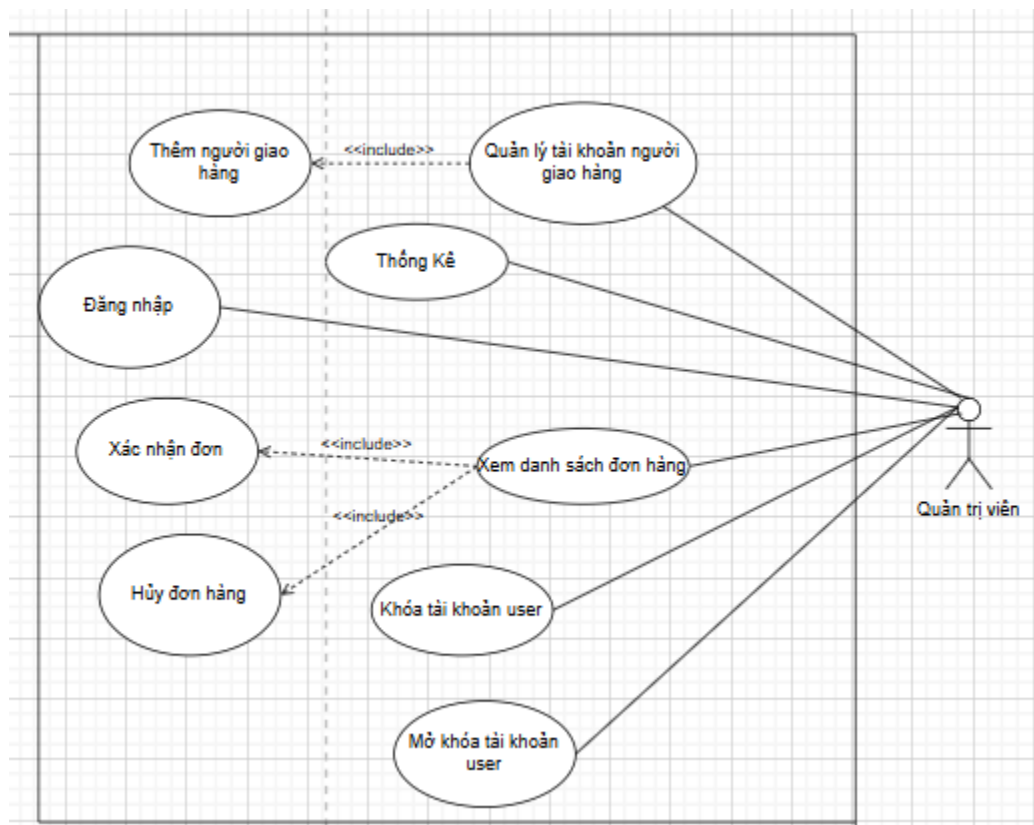 Thêm người giao
hàng
<<include>>
Quản lý tài khoản người
giao hàng
Thống Kê
Đăng nhập
Xác nhận đơn
<<include>>
Xem danh sách đơn hàng
<<include>>
Quản trị viên
Hủy đơn hàng
Khóa tài khoản user
Mở khóa tài khoản
user